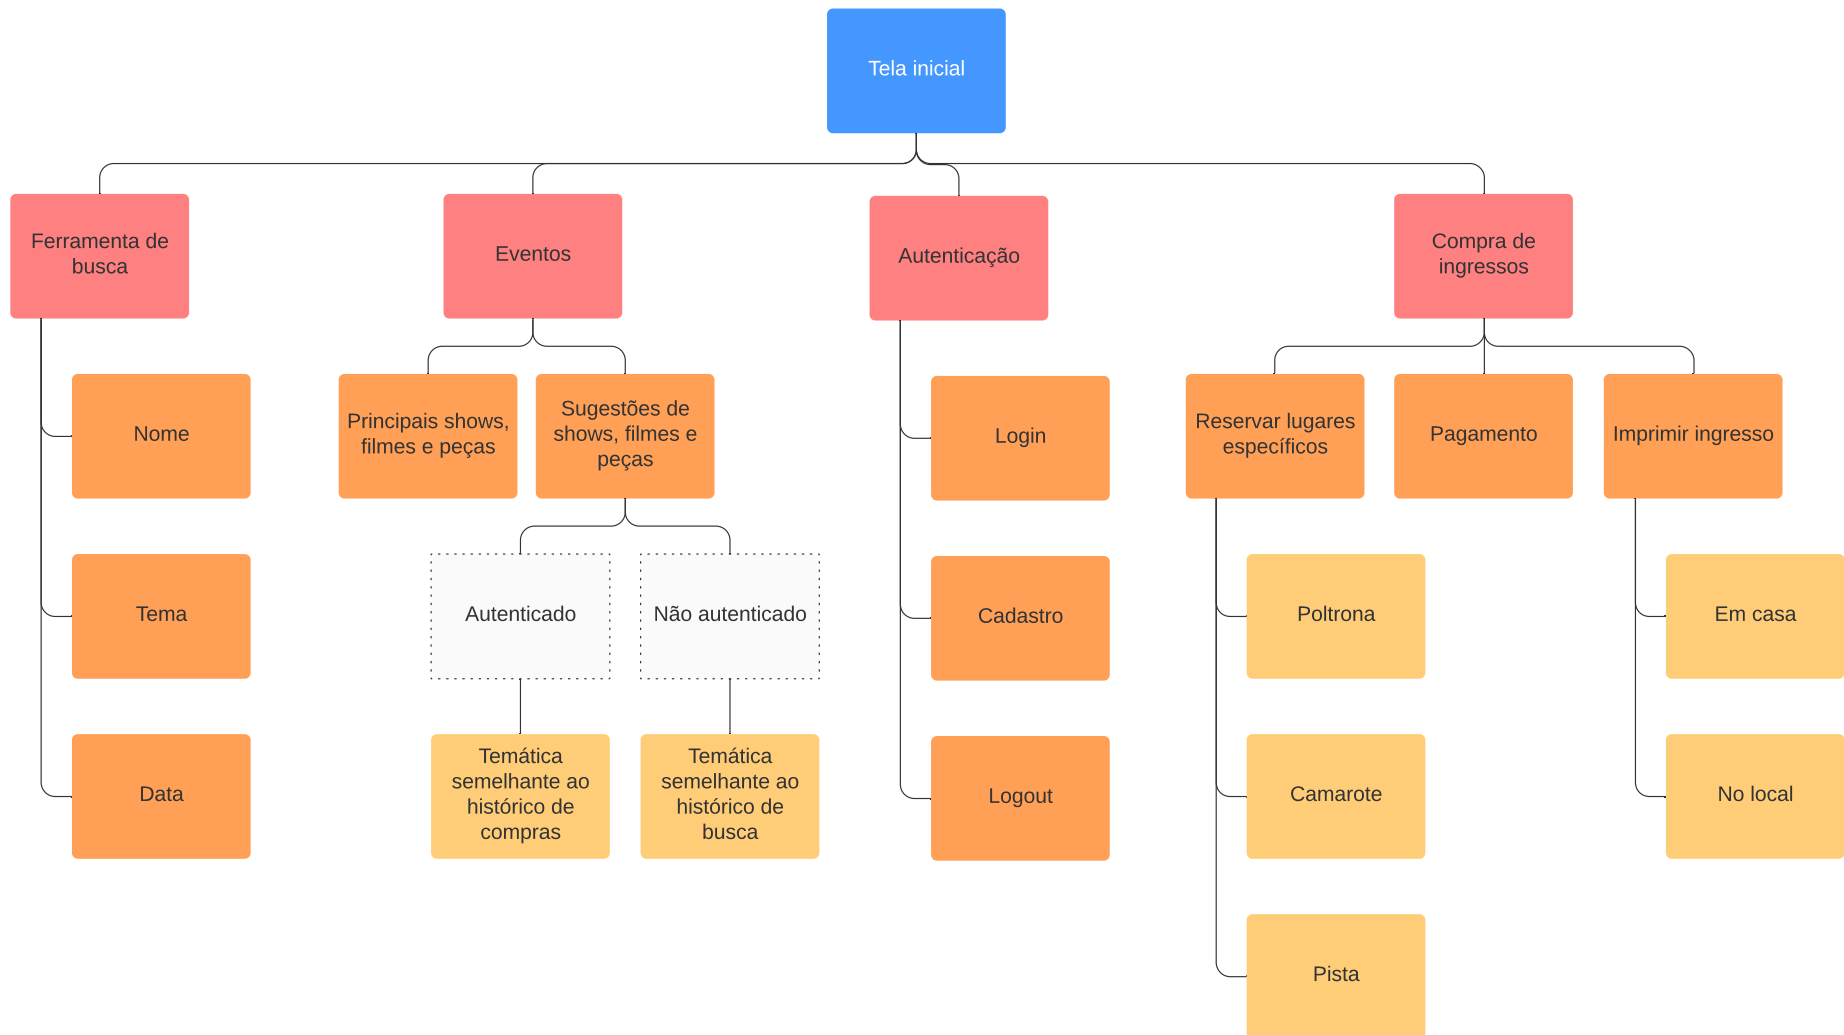 Tela inicial
Ferramenta de
busca
Eventos
Autenticação
Compra de
ingressos
Nome
Tema
Data
Principais shows,
filmes e peças
Sugestões de
shows, filmes e
peças
Autenticado
Não autenticado
Temática
semelhante ao
histórico de
compras
Temática
semelhante ao
histórico de
busca
Login
Cadastro
Logout
Reservar lugares
específicos
Pagamento
Imprimir ingresso
Poltrona
Camarote
Pista
Em casa
No local